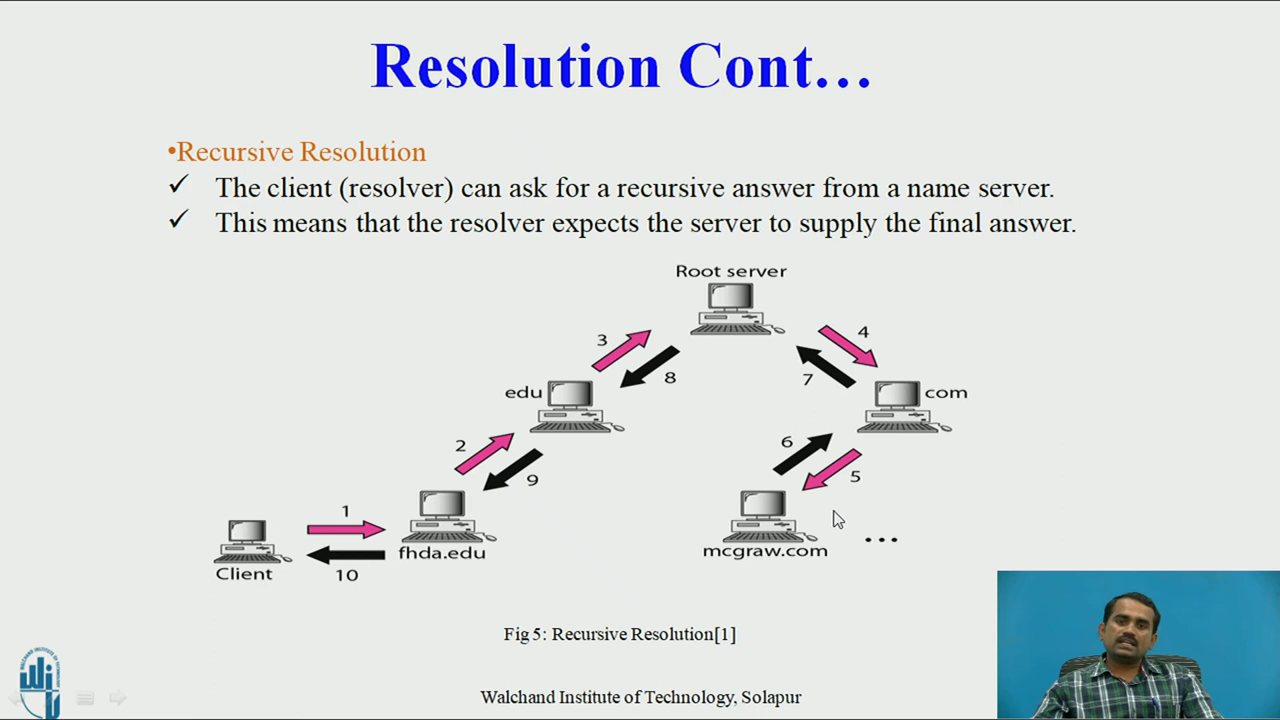 Resolution Cont…
•Recursive Resolution
✓ The client (resolver) can ask for a recursive answer from a name server.
✓ This means that the resolver expects the server to supply the final answer.
Root server
3
4
8
7
edu
com
2
6
9
5
1
fhda.edu
mcgraw.com
...
Client
10
Fig 5: Recursive Resolution[1]
Walchand Institute of Technology, Solapur